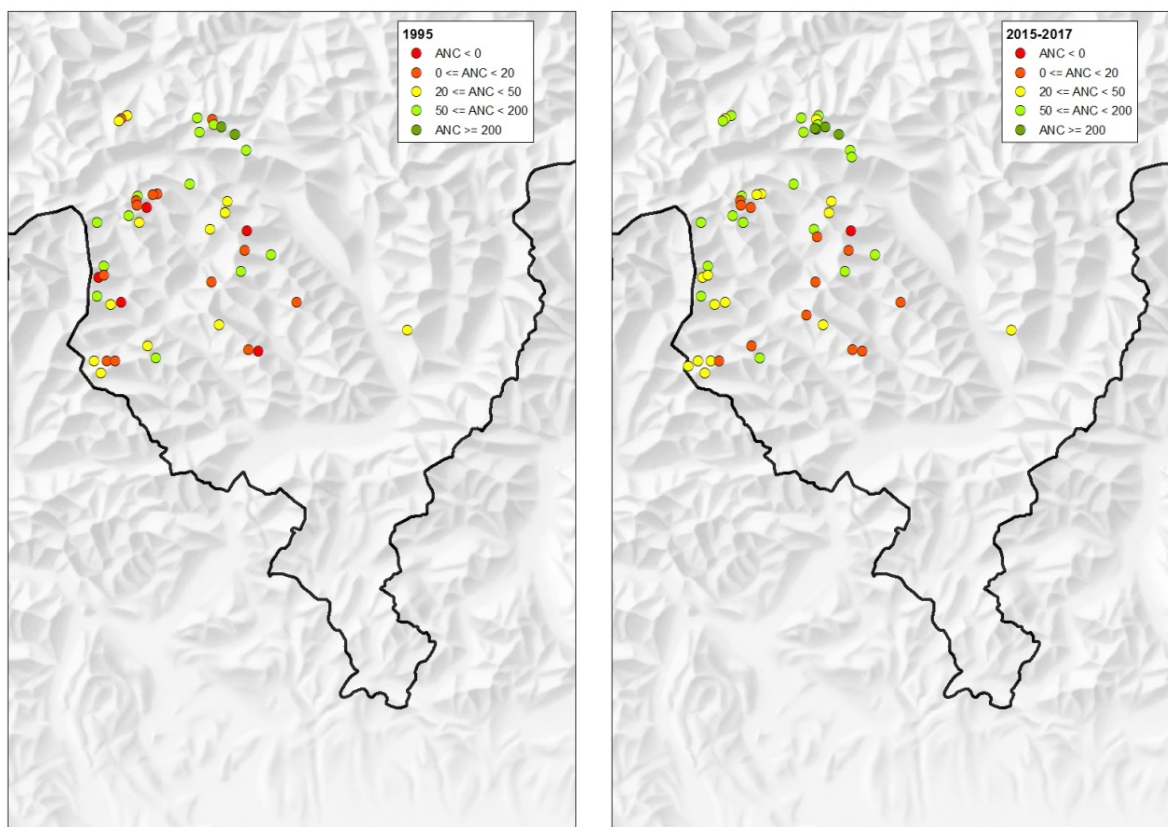 1995
ANC < 0
0 <= ANC < 20
20 <= ANC < 50
50 <= ANC < 200
ANC >= 200
2015-2017
ANC < 0
0 <= ANC < 20
20 <= ANC < 50
50 <= ANC < 200
ANC >= 200